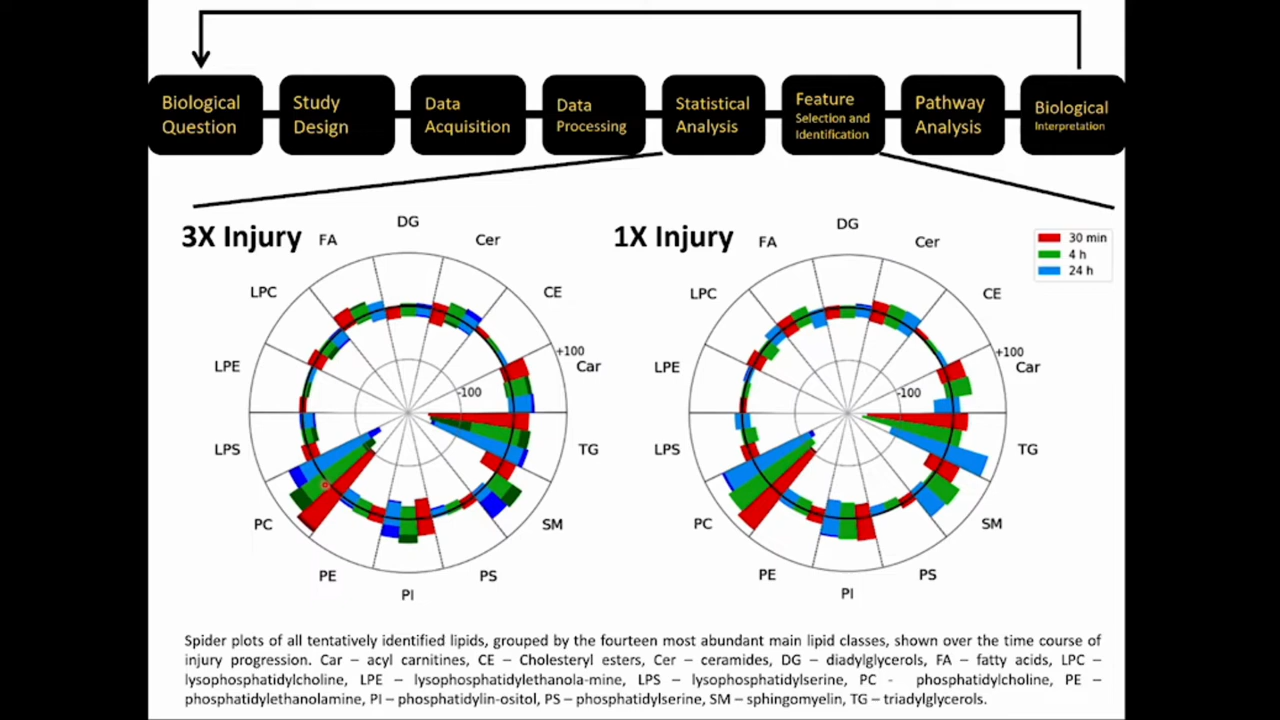 Biological
Question
Study
Design
Data
Acquisition
Data
Processing
Statistical
Analysis
Feature
Selection and
Identification
Pathway
Analysis
Biological
Interpretation
3X Injury
DG
FA
Cer
LPC
CE
+100
LPE
Car
-100
LPS
TG
PC
SM
PE
PS
PI
1X Injury
DG
FA
Cer
LPC
CE
+100
LPE
Car
-100
LPS
TG
PC
SM
PE
PS
PI
30 min
4 h
24 h
Spider plots of all tentatively identified lipids, grouped by the fourteen most abundant main lipid classes, shown over the time course of
injury progression. Car – acyl carnitines, CE – Cholesteryl esters, Cer – ceramides, DG – diadylglycerols, FA – fatty acids, LPC –
lysophosphatidylcholine, LPE – lysophosphatidylethanola-mine, LPS – lysophosphatidylserine, PC - phosphatidylcholine, PE –
phosphatidylethanolamine, PI – phosphatidylin-ositol, PS – phosphatidylserine, SM – sphingomyelin, TG – triadylglycerols.